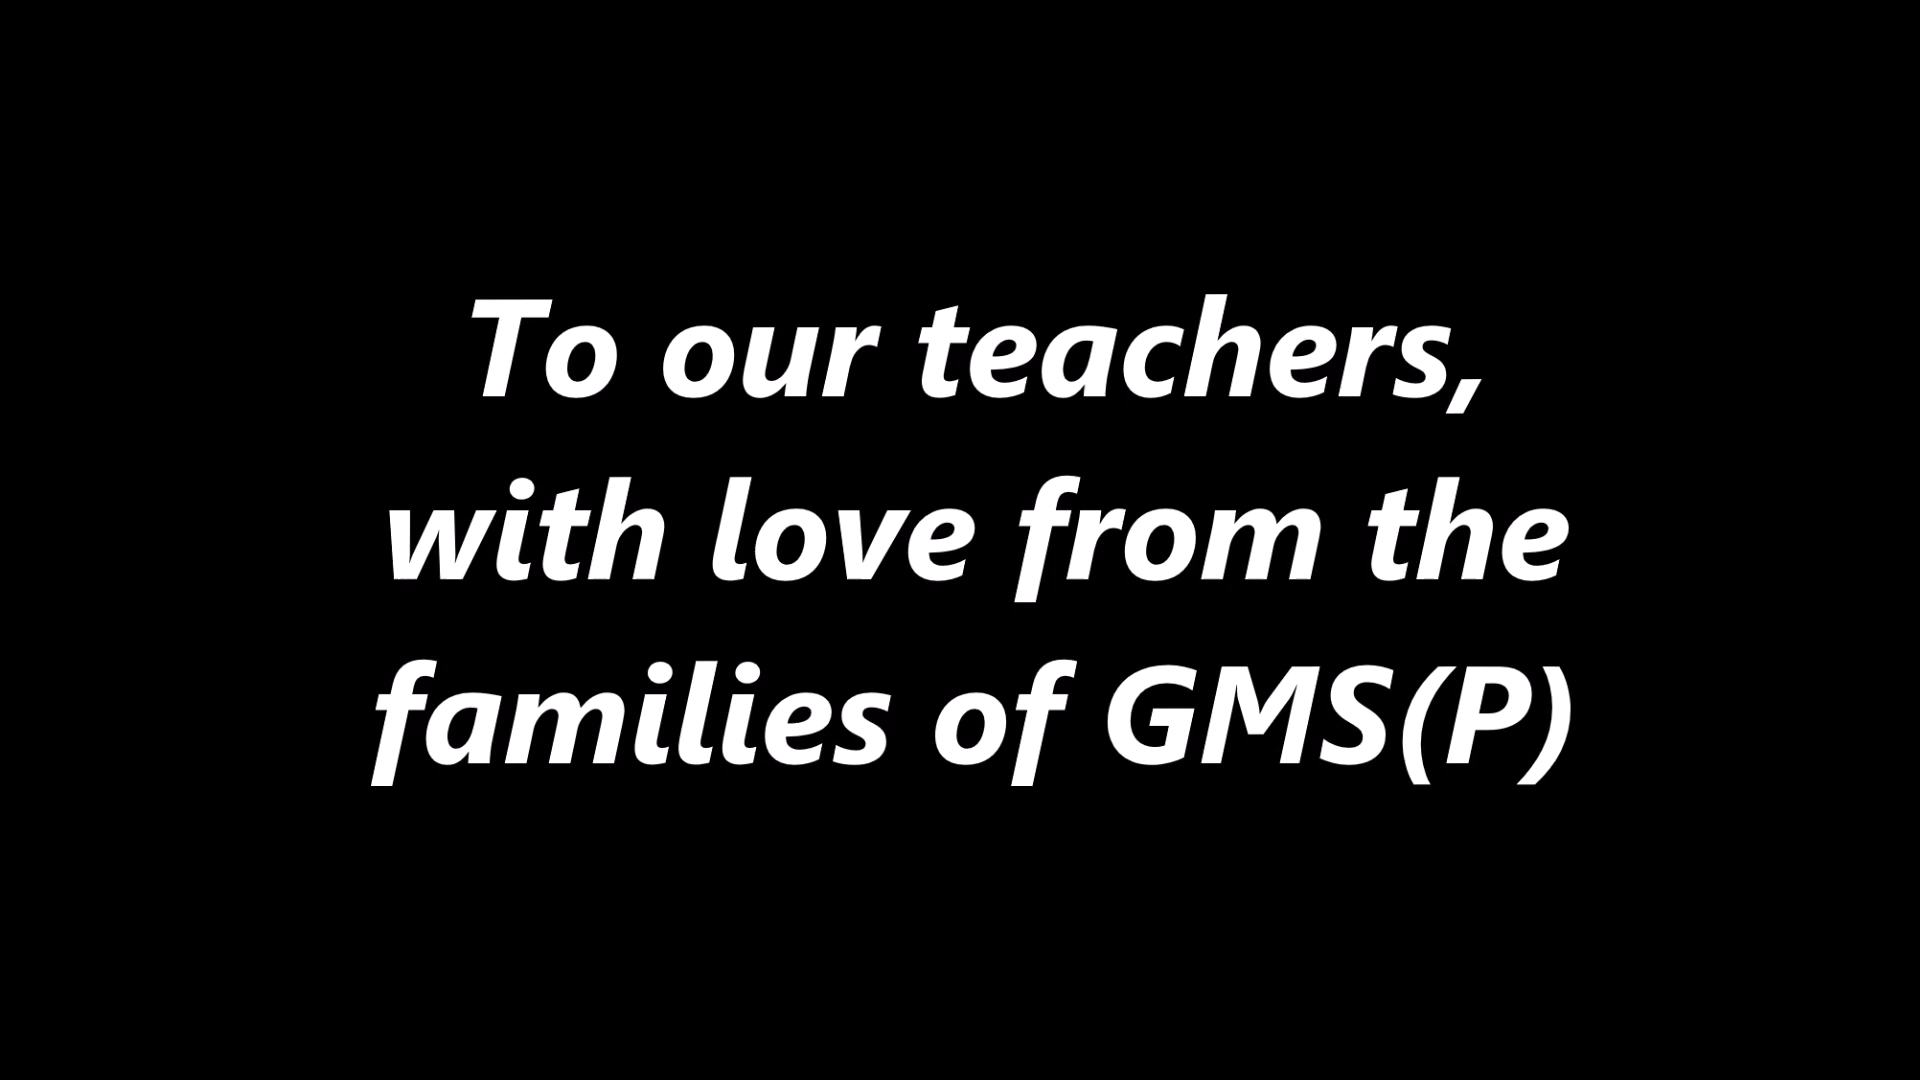 To our teachers,
with love from the
families of GMS(P)